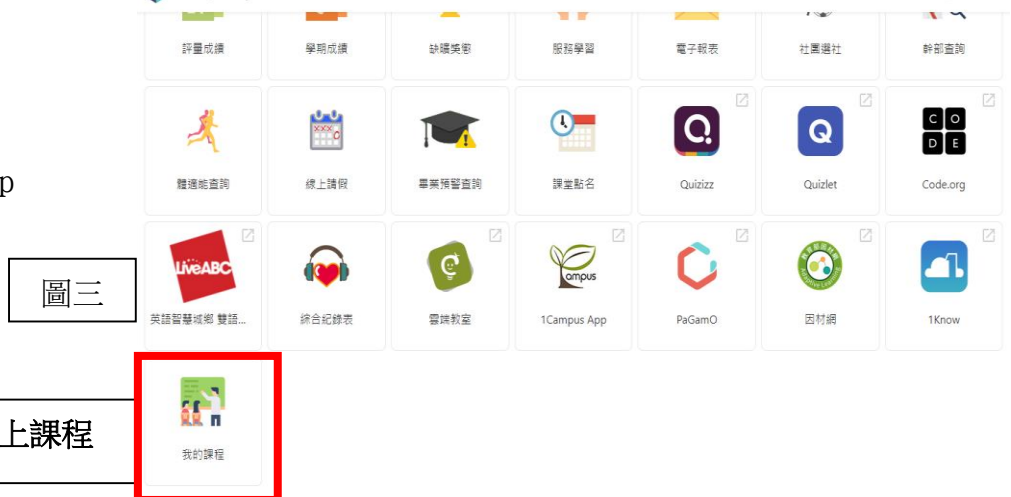 評量成績
學期成績
缺曠獎懲
服務學習
電子報表
社團選社
幹部查詢
p
體適能查詢
線上請假
畢業預警查詢
課堂點名
Quizizz
Quizlet
CODE
Code.org
圖三
LiveABC
英語智慧城鄉 雙語...
綜合紀錄表
雲端教室
1Campus App
PaGamO
因材網
1Know
上課程
我的課程